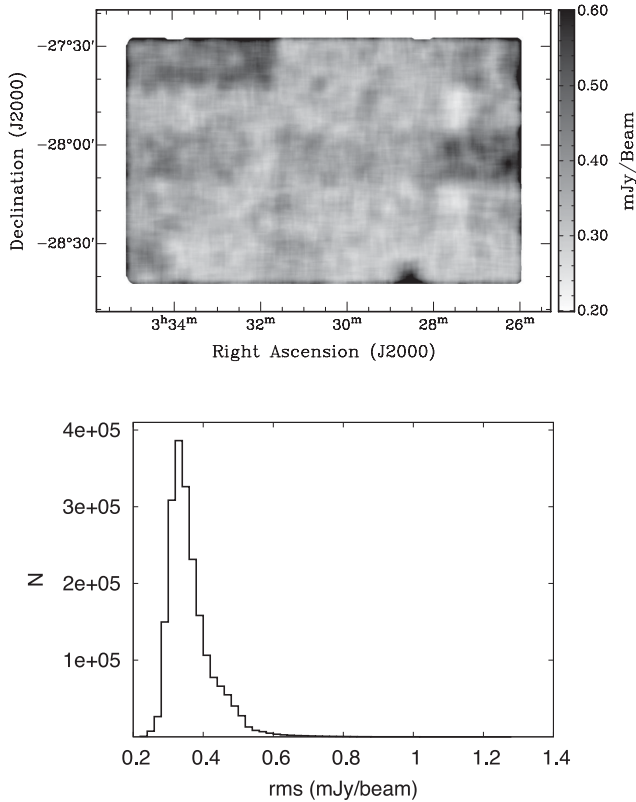 0.60
0.50
0.40
0.30
0.20
mJy/Beam
−27°30′
−28°00′
−28°30′
Declination (J2000)
3ʰ34ᵐ 32ᵐ 30ᵐ 28ᵐ 26ᵐ
Right Ascension (J2000)
4e+05
3e+05
2e+05
1e+05
N
0.2 0.4 0.6 0.8 1 1.2 1.4
rms (mJy/beam)